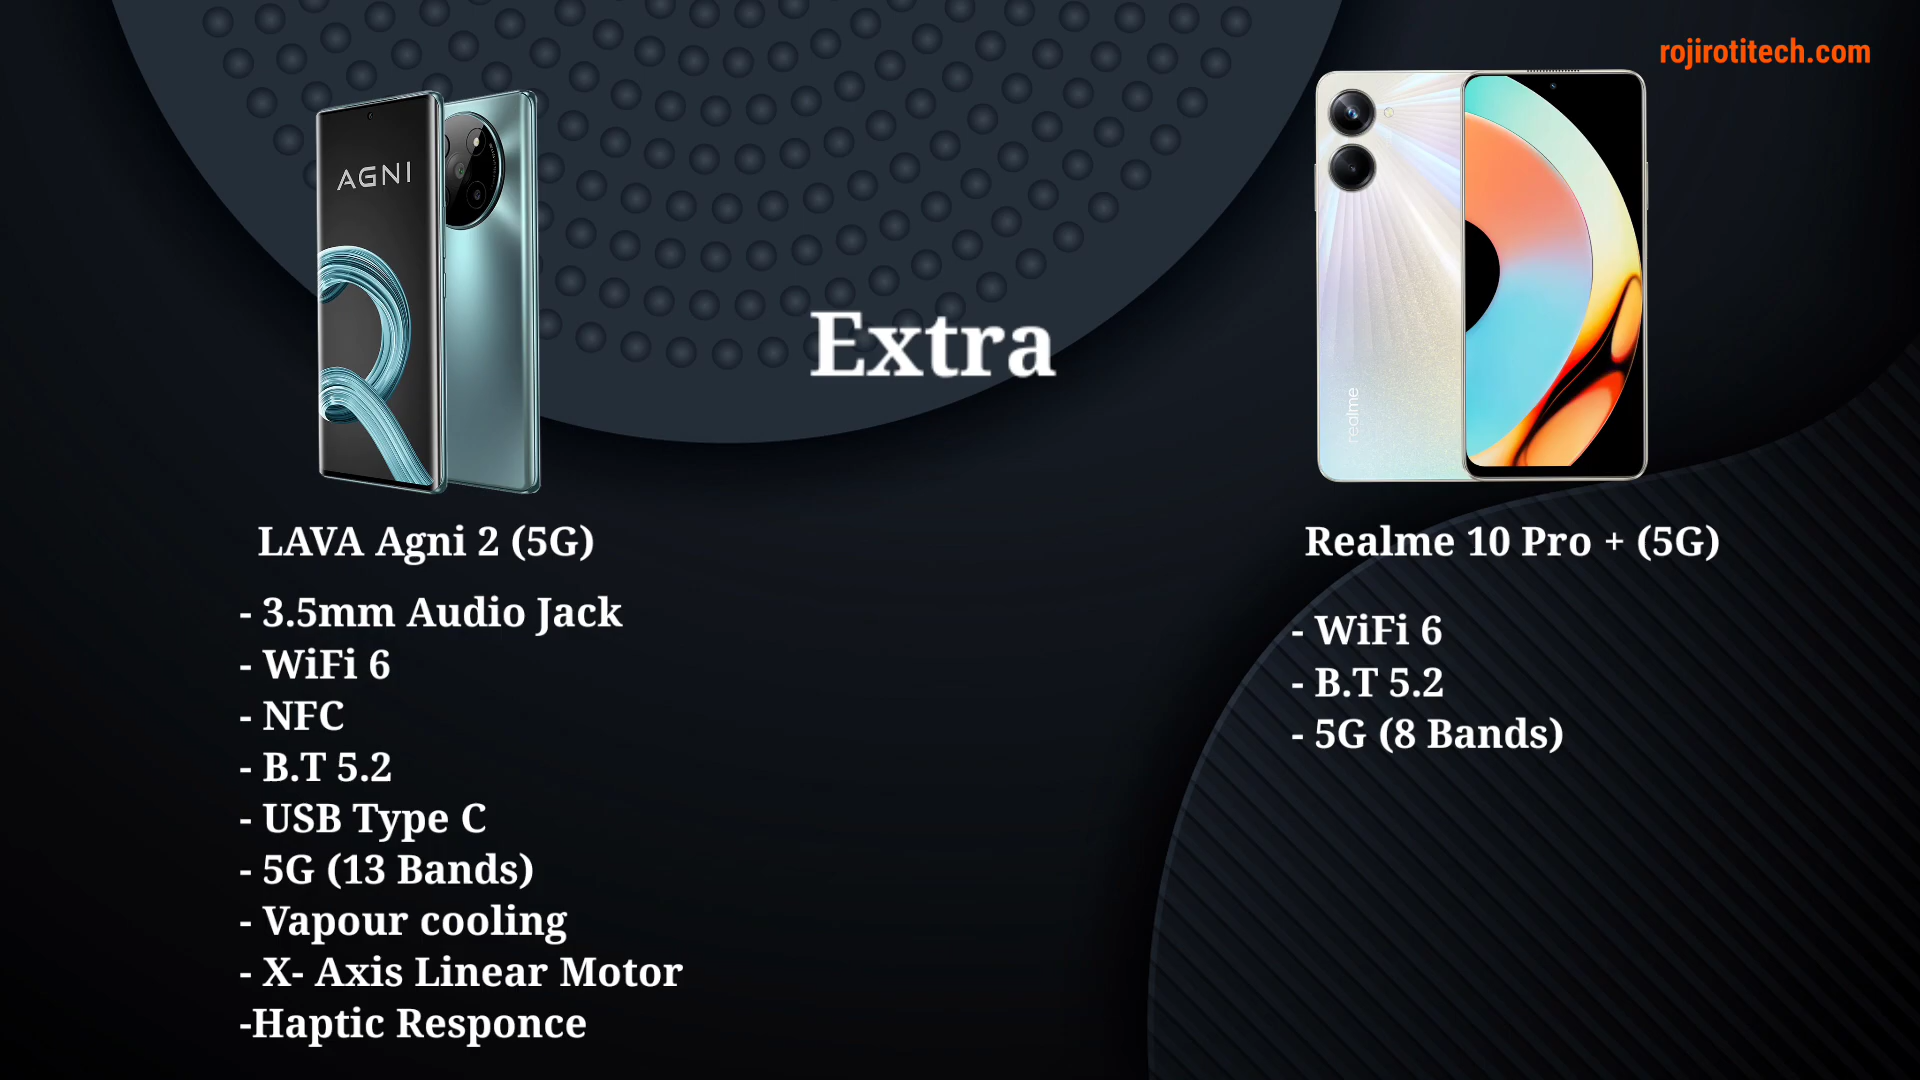 rojirotitech.com
AGNI
realme
Extra
LAVA Agni 2 (5G)
- 3.5mm Audio Jack
- WiFi 6
- NFC
- B.T 5.2
- USB Type C
- 5G (13 Bands)
- Vapour cooling
- X- Axis Linear Motor
-Haptic Responce
Realme 10 Pro + (5G)
- WiFi 6
- B.T 5.2
- 5G (8 Bands)